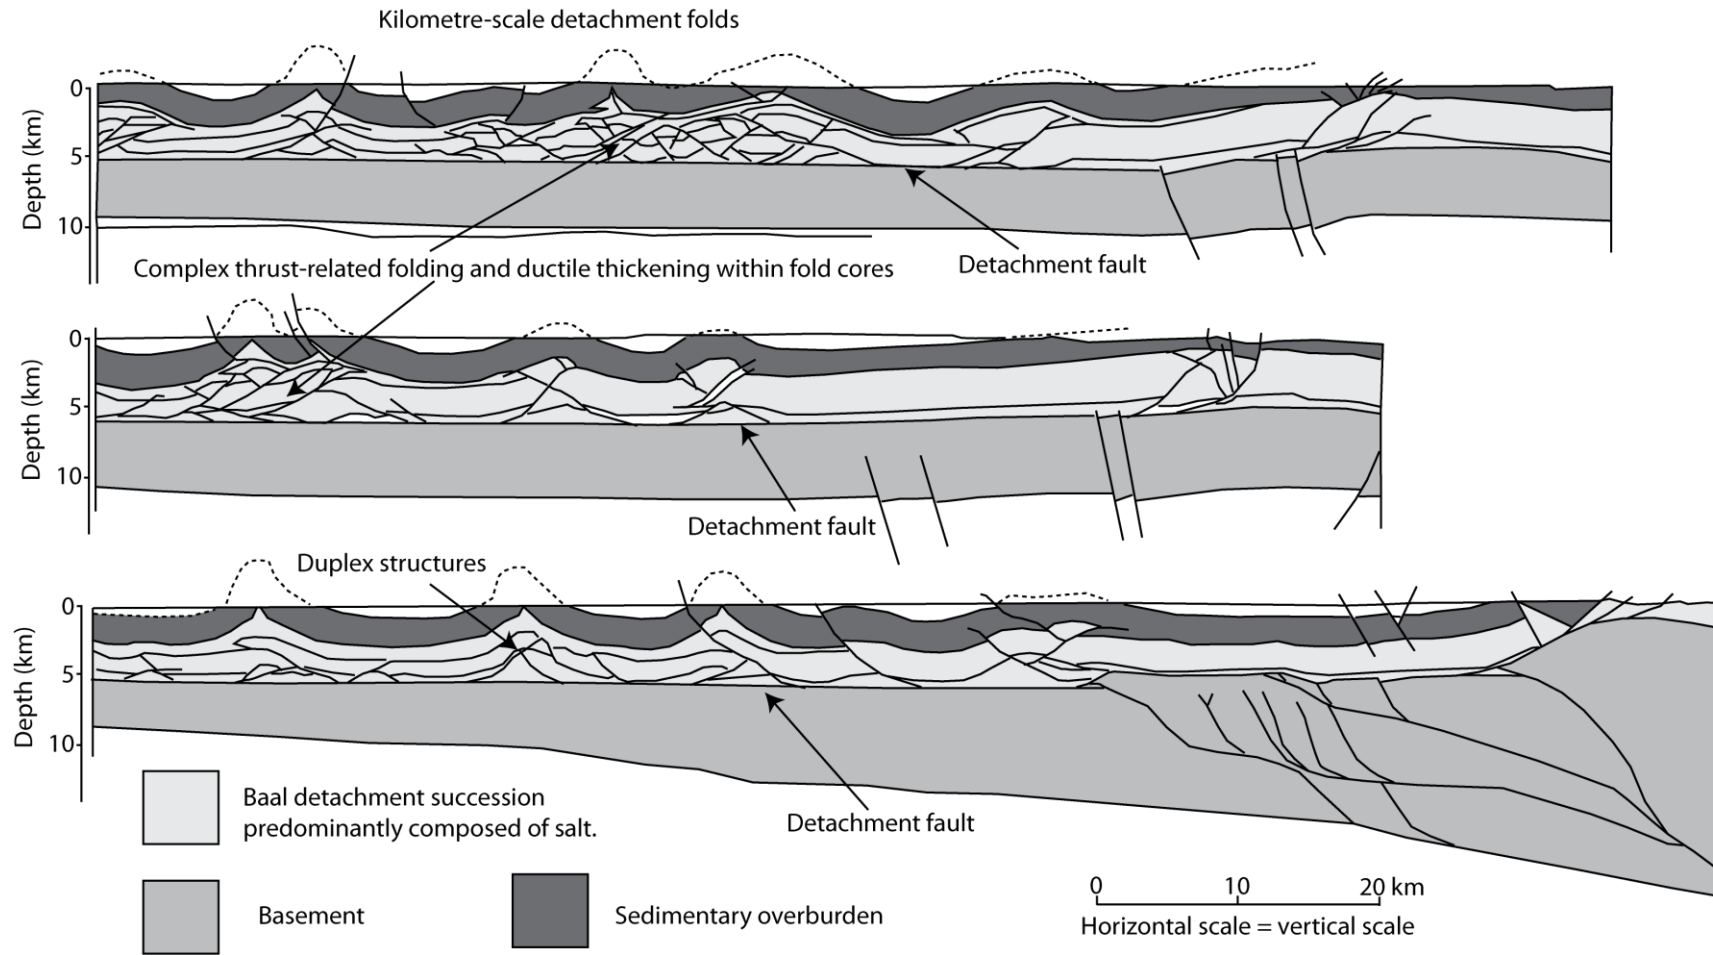 Kilometre-scale detachment folds
0
5
10
Depth (km)
Complex thrust-related folding and ductile thickening within fold cores
Detachment fault
0
5
10
Depth (km)
Detachment fault
Duplex structures
0
5
10
Depth (km)
Detachment fault
Baal detachment succession
predominantly composed of salt.
Basement
Sedimentary overburden
0 10 20 km
Horizontal scale = vertical scale